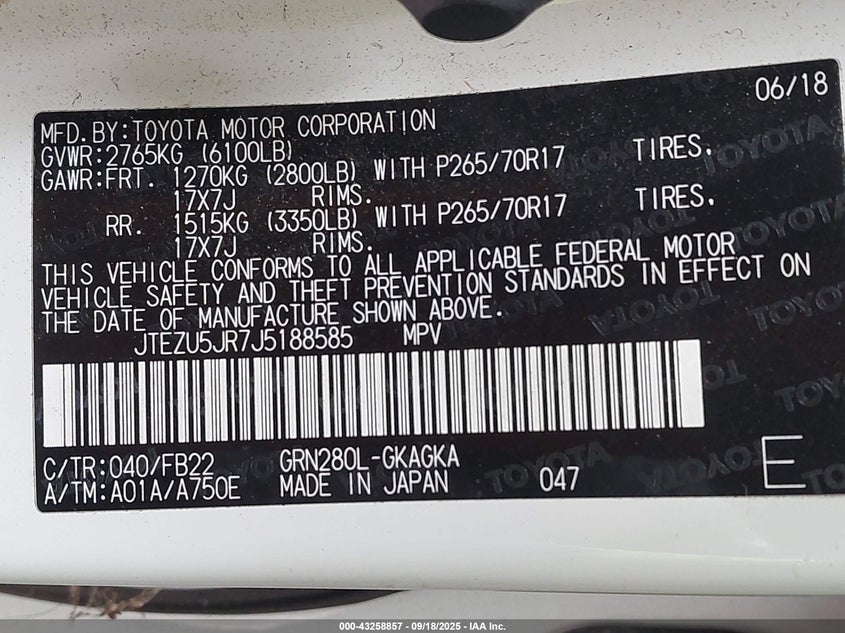 06/18
MFD. BY: TOYOTA MOTOR CORPORATION
GVWR: 2765KG (6100LB)
GAWR: FRT. 1270KG (2800LB) WITH P265/70R17 TIRES.
17X7J RIMS.
RR. 1515KG (3350LB) WITH P265/70R17 TIRES.
17X7J RIMS.
THIS VEHICLE CONFORMS TO ALL APPLICABLE FEDERAL MOTOR
VEHICLE SAFETY AND THEFT PREVENTION STANDARDS IN EFFECT ON
THE DATE OF MANUFACTURE SHOWN ABOVE.
JTEZU5JR7J5188585 MPV
C/TR: 040/FB22 GRN280L-GKAGKA
A/TM: A01A/A750E MADE IN JAPAN 047 E
000-43258857 - 09/18/2025 - IAA Inc.